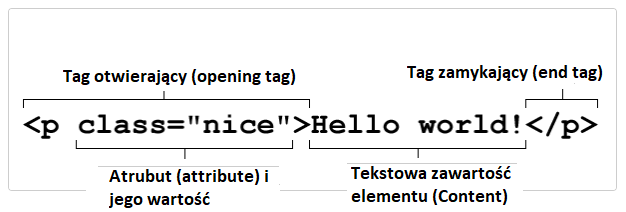 Tag otwierający (opening tag)
Tag zamykający (end tag)
<p class="nice">Hello world!</p>
Atrubut (attribute) i
jego wartość
Tekstowa zawartość
elementu (Content)